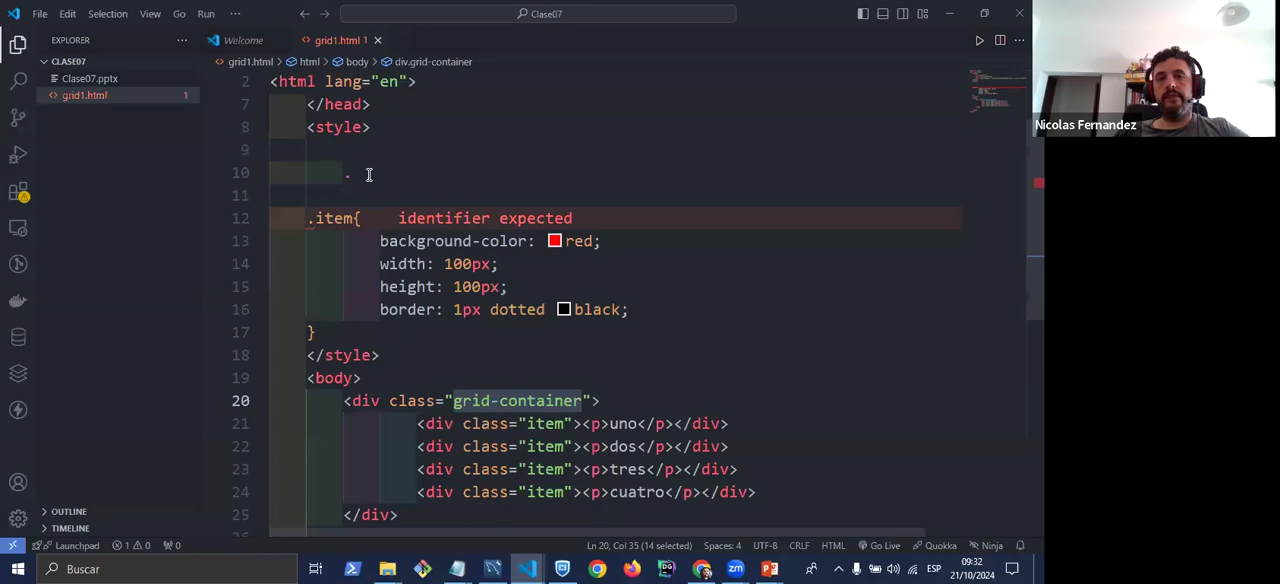 File Edit Selection View Go Run ··· Clase07
EXPLORER ··· Welcome grid1.html 1
CLASE07
Clase07.pptx
grid1.html 1
OUTLINE
TIMELINE
grid1.html > html > body > div.grid-container
2 <html lang="en">
7 </head>
8 <style>
9
10 .
11
12 .item{ identifier expected
13 background-color: red;
14 width: 100px;
15 height: 100px;
16 border: 1px dotted black;
17 }
18 </style>
19 <body>
20 <div class="grid-container">
21 <div class="item"><p>uno</p></div>
22 <div class="item"><p>dos</p></div>
23 <div class="item"><p>tres</p></div>
24 <div class="item"><p>cuatro</p></div>
25 </div>
Nicolas Fernandez
Launchpad 1 0 0 Ln 20, Col 35 (14 selected) Spaces: 4 UTF-8 CRLF HTML Go Live Quokka Ninja
Buscar ESP 09:32
21/10/2024